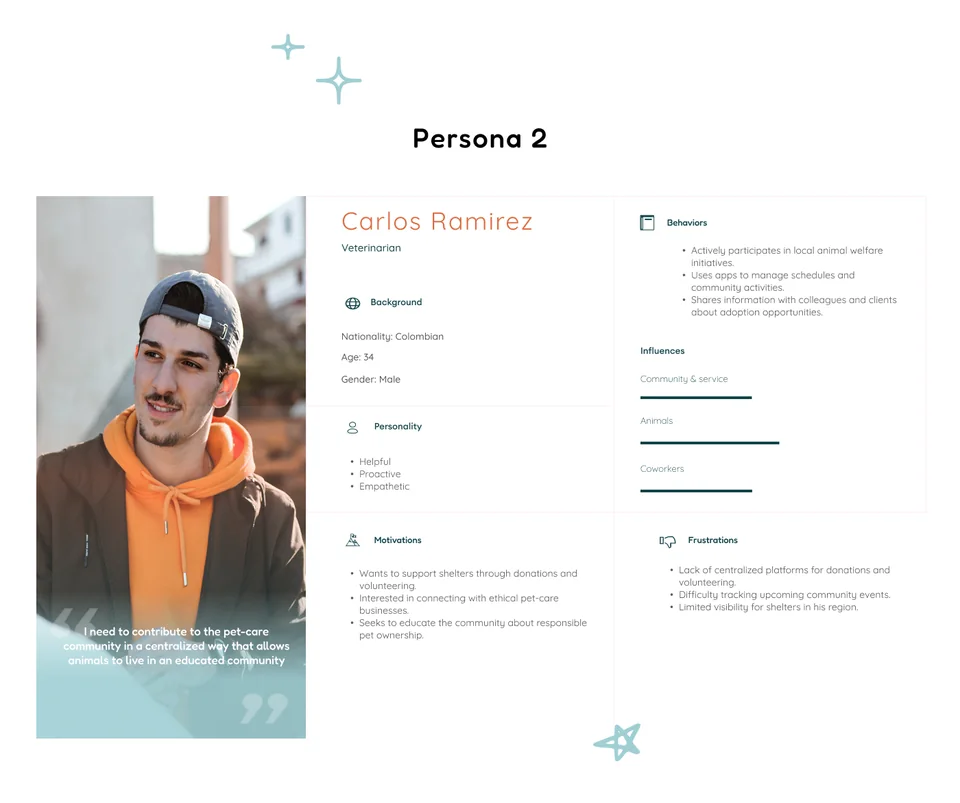 Persona 2
Carlos Ramirez
Veterinarian
Background
Nationality: Colombian
Age: 34
Gender: Male
Personality
• Helpful
• Proactive
• Empathetic
Behaviors
• Actively participates in local animal welfare
initiatives.
• Uses apps to manage schedules and
community activities.
• Shares information with colleagues and clients
about adoption opportunities.
Influences
Community & service
Animals
Coworkers
Motivations
• Wants to support shelters through donations and
volunteering.
• Interested in connecting with ethical pet-care
businesses.
• Seeks to educate the community about responsible
pet ownership.
Frustrations
• Lack of centralized platforms for donations and
volunteering.
• Difficulty tracking upcoming community events.
• Limited visibility for shelters in his region.
“
I need to contribute to the pet-care
community in a centralized way that allows
animals to live in an educated community
”